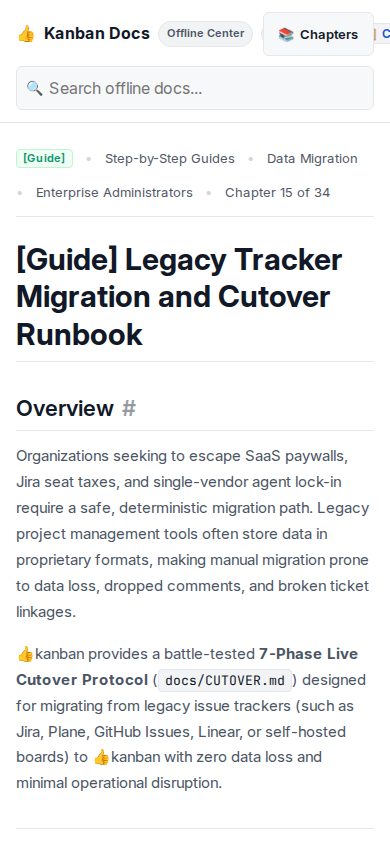 👍 Kanban Docs Offline Center 📚 Chapters
🔍 Search offline docs...
[Guide] • Step-by-Step Guides • Data Migration
• Enterprise Administrators • Chapter 15 of 34
[Guide] Legacy Tracker
Migration and Cutover
Runbook
Overview #
Organizations seeking to escape SaaS paywalls,
Jira seat taxes, and single-vendor agent lock-in
require a safe, deterministic migration path. Legacy
project management tools often store data in
proprietary formats, making manual migration prone
to data loss, dropped comments, and broken ticket
linkages.
👍kanban provides a battle-tested 7-Phase Live
Cutover Protocol (docs/CUTOVER.md) designed
for migrating from legacy issue trackers (such as
Jira, Plane, GitHub Issues, Linear, or self-hosted
boards) to 👍kanban with zero data loss and
minimal operational disruption.